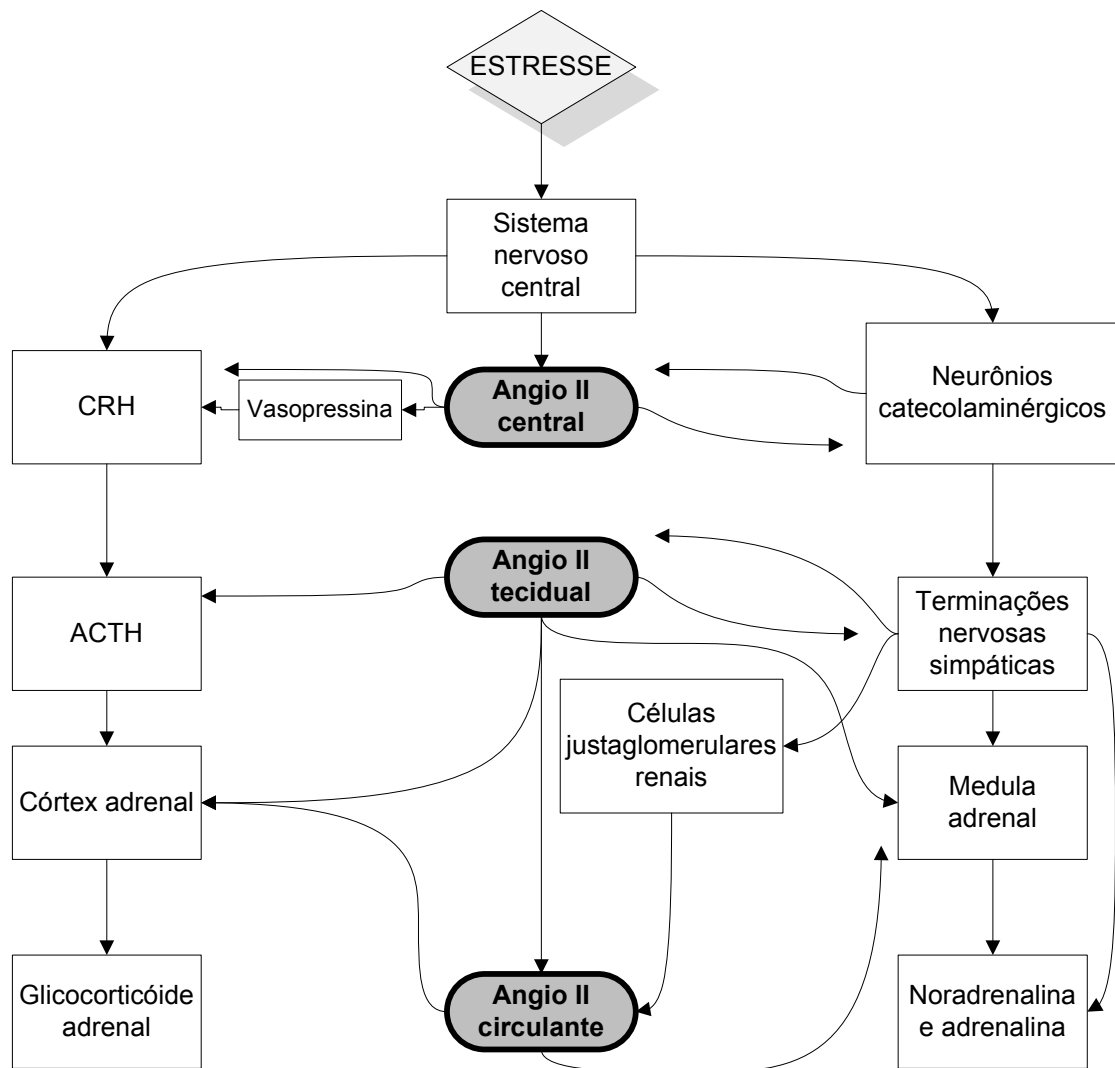 ESTRESSE
Sistema
nervoso
central
CRH
Vasopressina
Angio II
central
Neurônios
catecolaminérgicos
ACTH
Angio II
tecidual
Terminações
nervosas
simpáticas
Células
justaglomerulares
renais
Córtex adrenal
Medula
adrenal
Glicocorticóide
adrenal
Angio II
circulante
Noradrenalina
e adrenalina